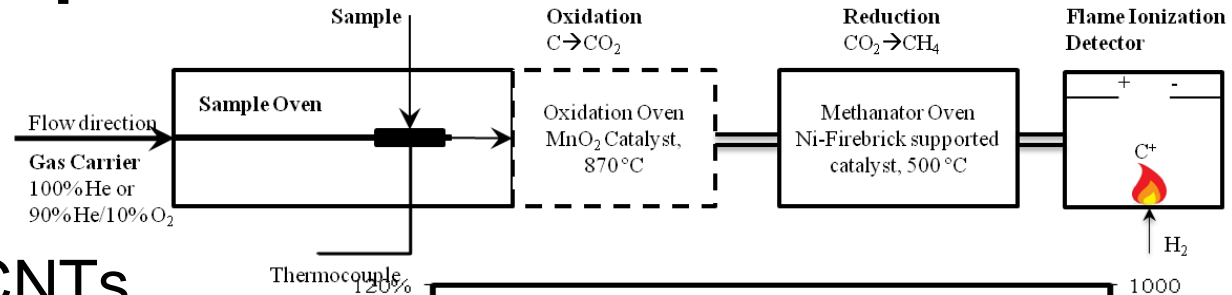 Sample
Oxidation
C→CO₂
Reduction
CO₂→CH₄
Flame Ionization
Detector
Sample Oven
Flow direction
Gas Carrier
100%He or
90%He/10%O₂
Oxidation Oven
MnO₂ Catalyst,
870°C
Methanator Oven
Ni-Firebrick supported
catalyst, 500°C
+ -
C⁺
H₂
Thermocouple
CNTs
120%
1000